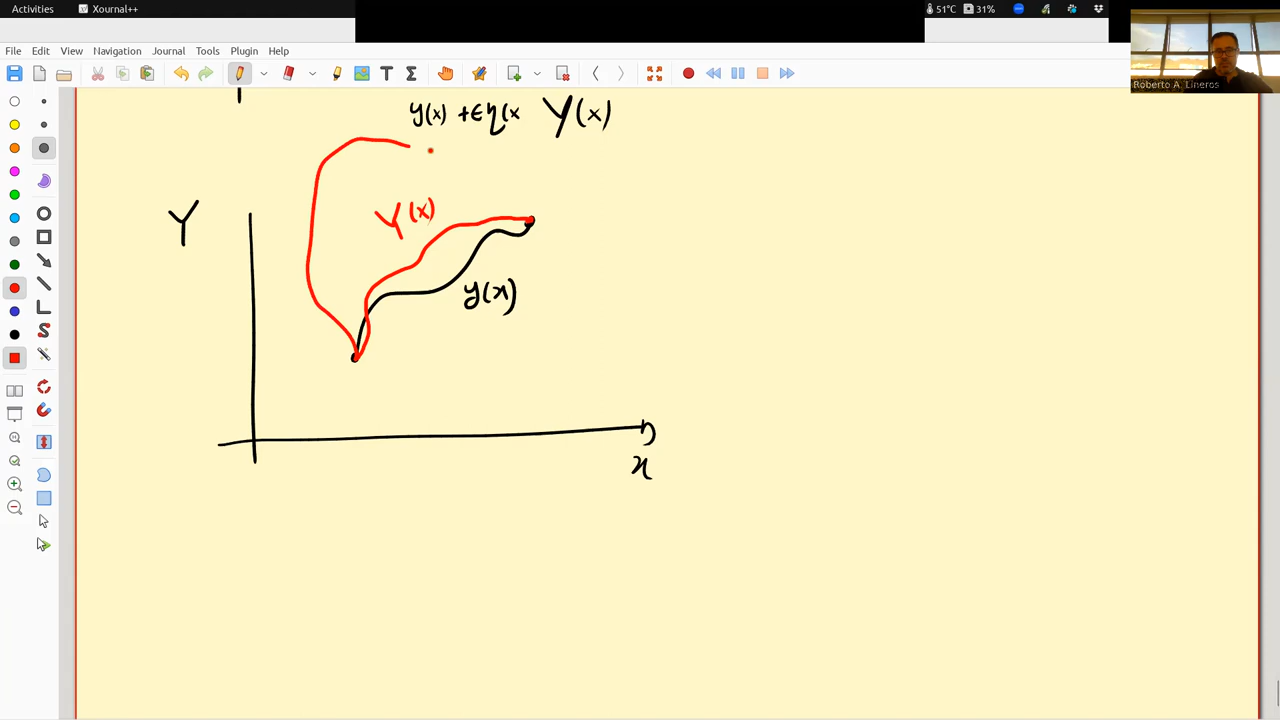 Activities Xournal++ 51°C 31%
File Edit View Navigation Journal Tools Plugin Help
Roberto A. Lineros
y(x) +εη(x Y(x)
Y
Y(x)
y(x)
x